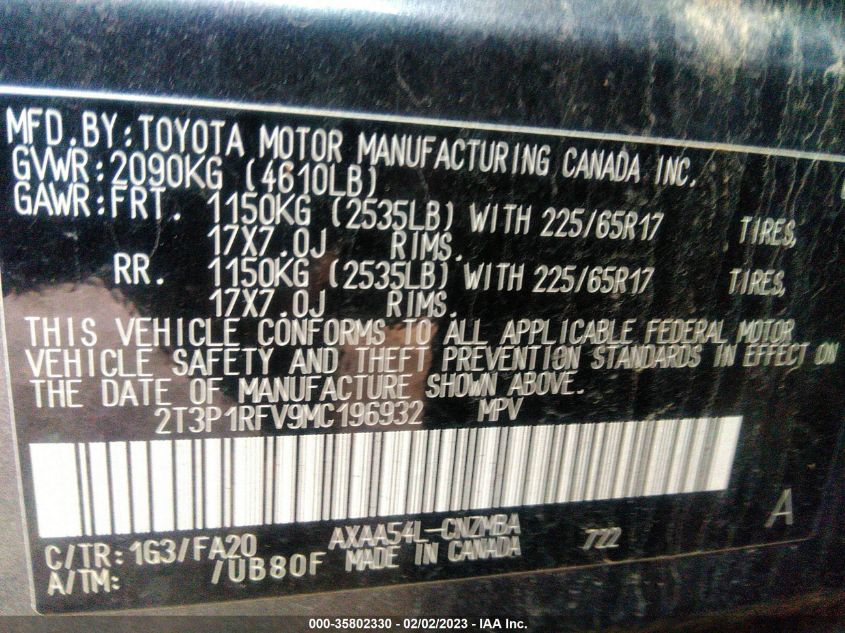 MFD.BY:TOYOTA MOTOR MANUFACTURING CANADA INC.
GVWR:2090KG (4610LB)
GAWR:FRT. 1150KG (2535LB) WITH 225/65R17 TIRES,
17X7.0J RIMS.
RR. 1150KG (2535LB) WITH 225/65R17 TIRES,
17X7.0J RIMS.
THIS VEHICLE CONFORMS TO ALL APPLICABLE FEDERAL MOTOR
VEHICLE SAFETY AND THEFT PREVENTION STANDARDS IN EFFECT ON
THE DATE OF MANUFACTURE SHOWN ABOVE.
2T3P1RFV9MC196932 MPV
A
C/TR:1G3/FA20 AXAA54L-CNZMBA 722
A/TM: /UB80F MADE IN CANADA
000-35802330 - 02/02/2023 - IAA Inc.